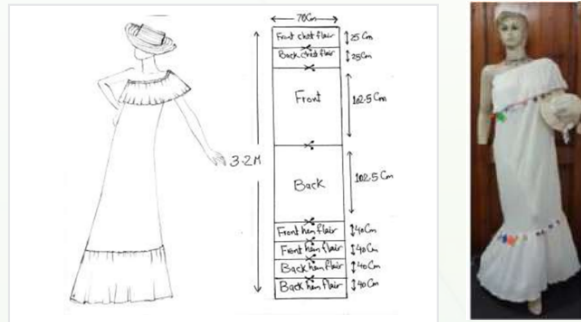 70Cm
Front chest flair
25 Cm
Back chest flair
25Cm
Front
102.5 Cm
3.2M
Back
102.5 Cm
Front hem flair
40Cm
Front hem flair
40Cm
Back hem flair
40Cm
Back hem flair
40Cm